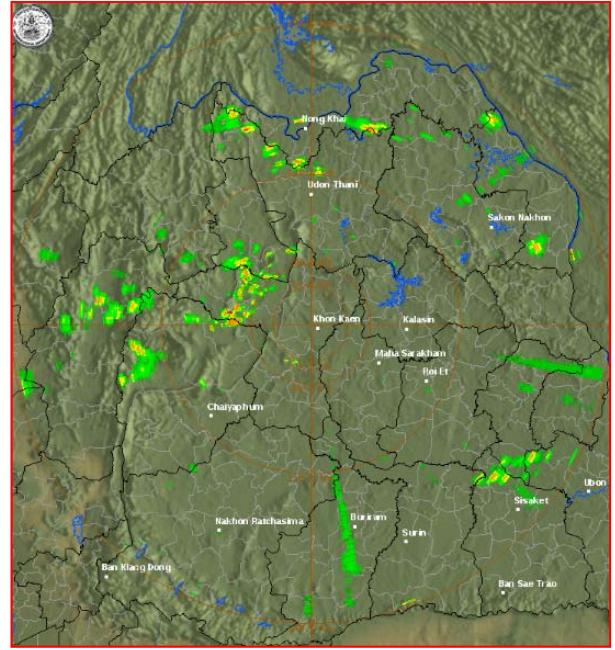 Nong Khai
Udon Thani
Sakon Nakhon
Khon Kaen
Kalasin
Maha Sarakham
Roi Et
Chaiyaphum
Sisaket
Ubon
Nakhon Ratchasima
Buriram
Surin
Ban Klang Dong
Ban Sae Trao